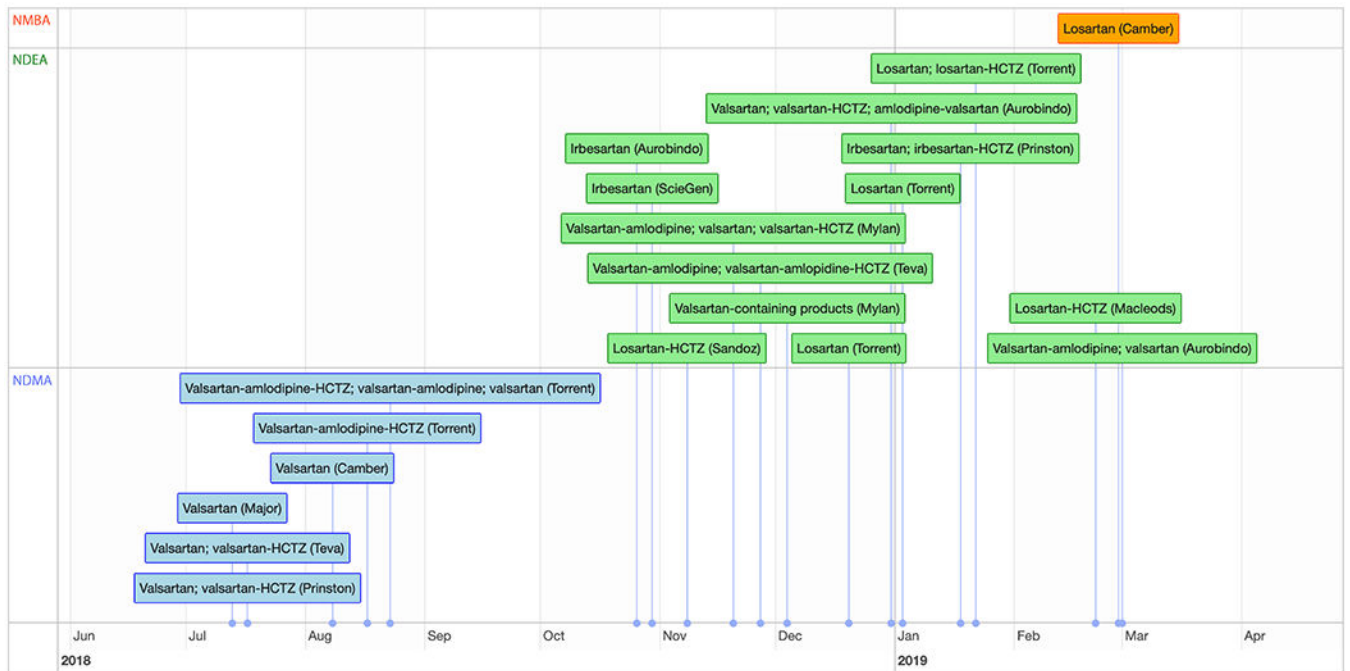 NMBA
Losartan (Camber)
NDEA
Losartan; losartan-HCTZ (Torrent)
Valsartan; valsartan-HCTZ; amlodipine-valsartan (Aurobindo)
Irbesartan (Aurobindo)
Irbesartan; irbesartan-HCTZ (Prinston)
Irbesartan (ScieGen)
Losartan (Torrent)
Valsartan-amlodipine; valsartan; valsartan-HCTZ (Mylan)
Valsartan-amlodipine; valsartan-amlopidine-HCTZ (Teva)
Valsartan-containing products (Mylan)
Losartan-HCTZ (Macleods)
Losartan-HCTZ (Sandoz)
Losartan (Torrent)
Valsartan-amlodipine; valsartan (Aurobindo)
NDMA
Valsartan-amlodipine-HCTZ; valsartan-amlodipine; valsartan (Torrent)
Valsartan-amlodipine-HCTZ (Torrent)
Valsartan (Camber)
Valsartan (Major)
Valsartan; valsartan-HCTZ (Teva)
Valsartan; valsartan-HCTZ (Prinston)
Jun Jul Aug Sep Oct Nov Dec Jan Feb Mar Apr
2018 2019